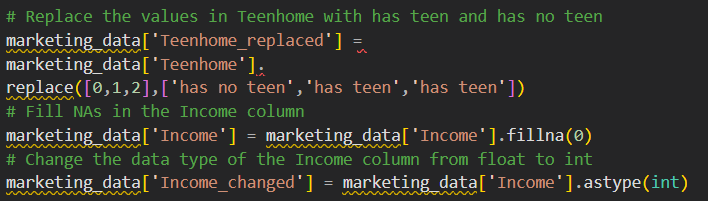 # Replace the values in Teenhome with has teen and has no teen
marketing_data['Teenhome_replaced'] =
marketing_data['Teenhome'].
replace([0,1,2],['has no teen','has teen','has teen'])
# Fill NAs in the Income column
marketing_data['Income'] = marketing_data['Income'].fillna(0)
# Change the data type of the Income column from float to int
marketing_data['Income_changed'] = marketing_data['Income'].astype(int)